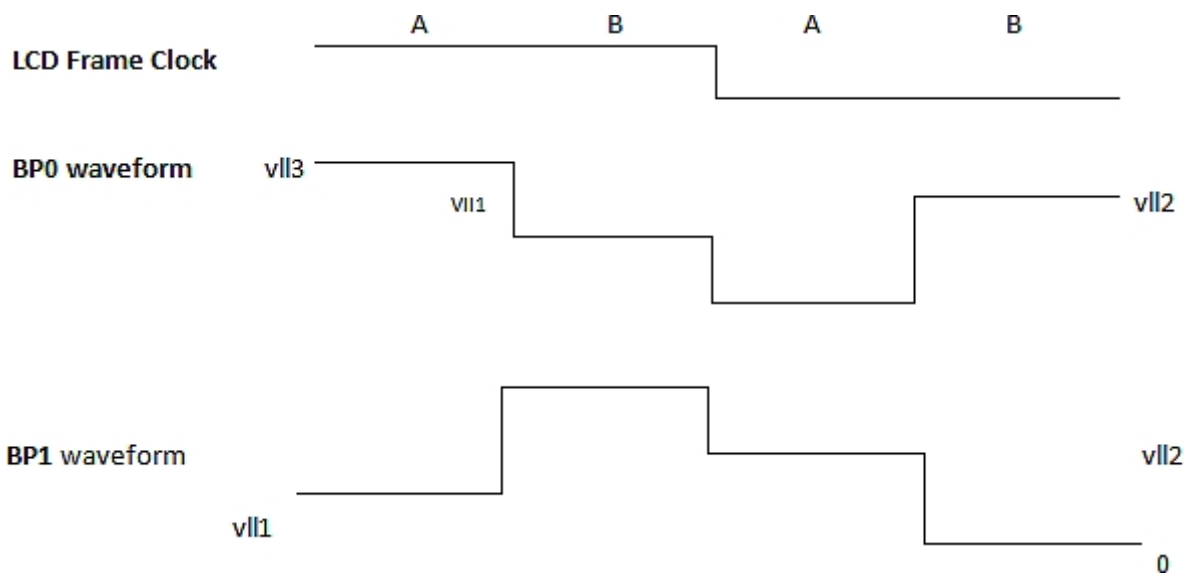 A B A B
LCD Frame Clock
BP0 waveform vll3
Vll1 vll2
BP1 waveform vll2
vll1
0